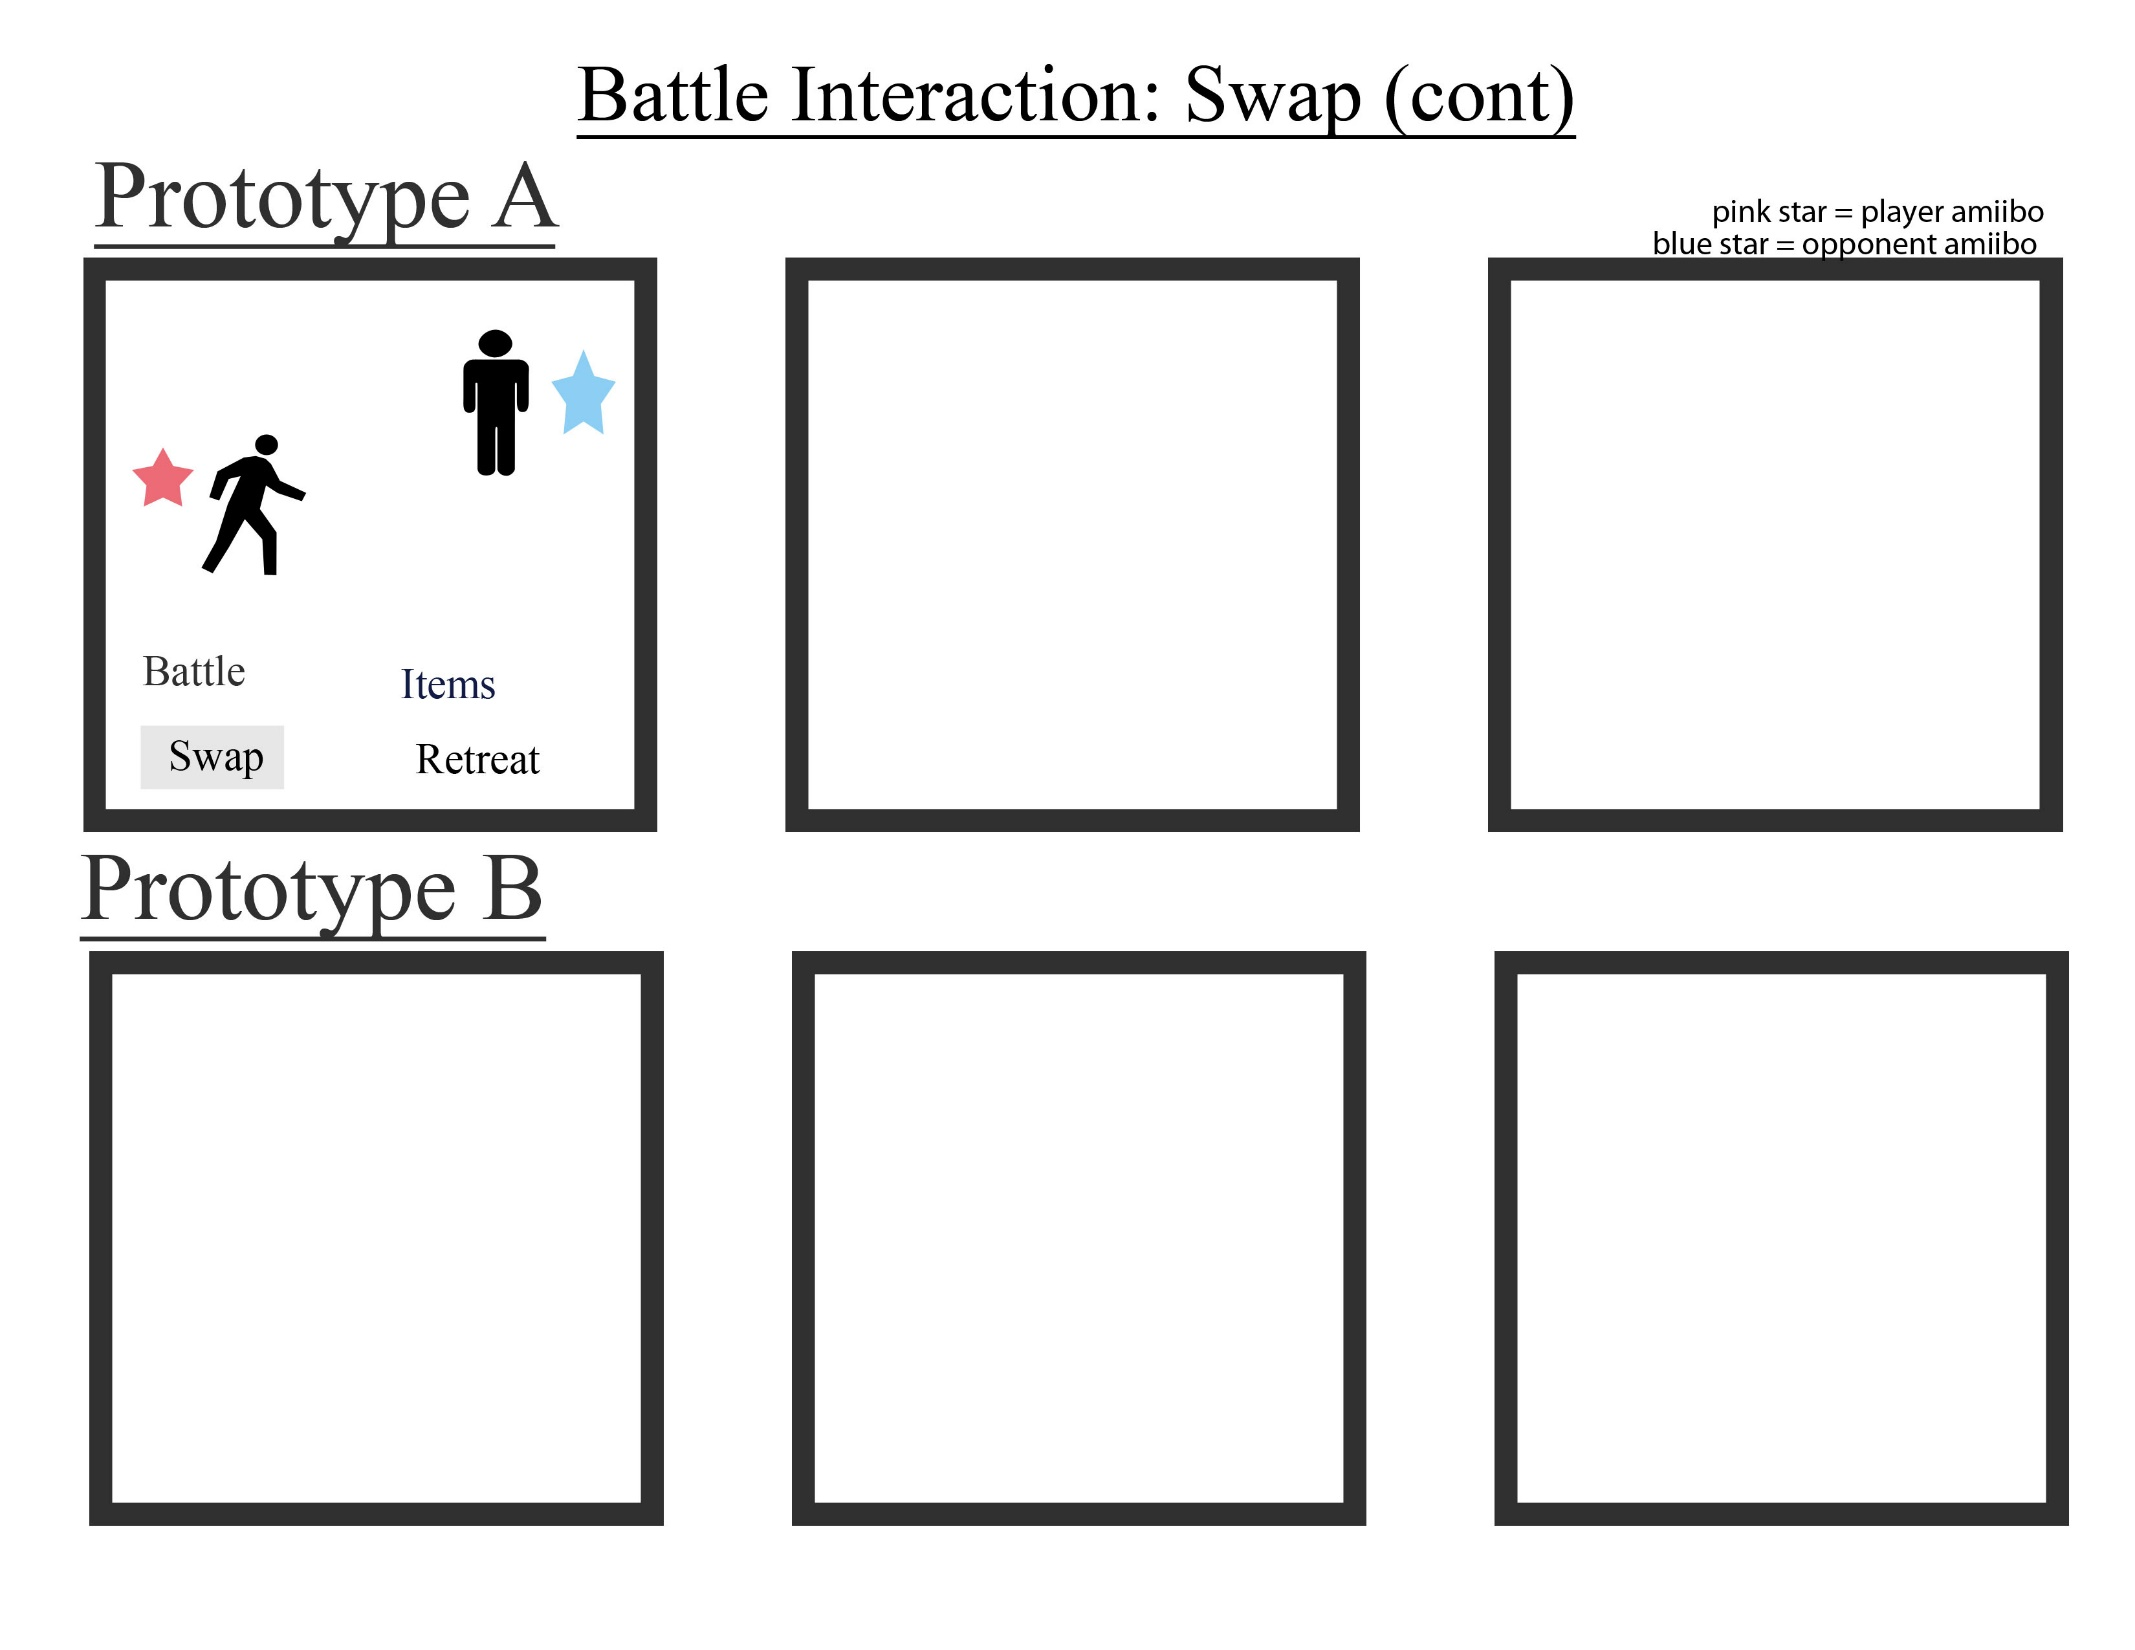 Battle Interaction: Swap (cont)
Prototype A
pink star = player amiibo
blue star = opponent amiibo
Battle
Items
Swap
Retreat
Prototype B